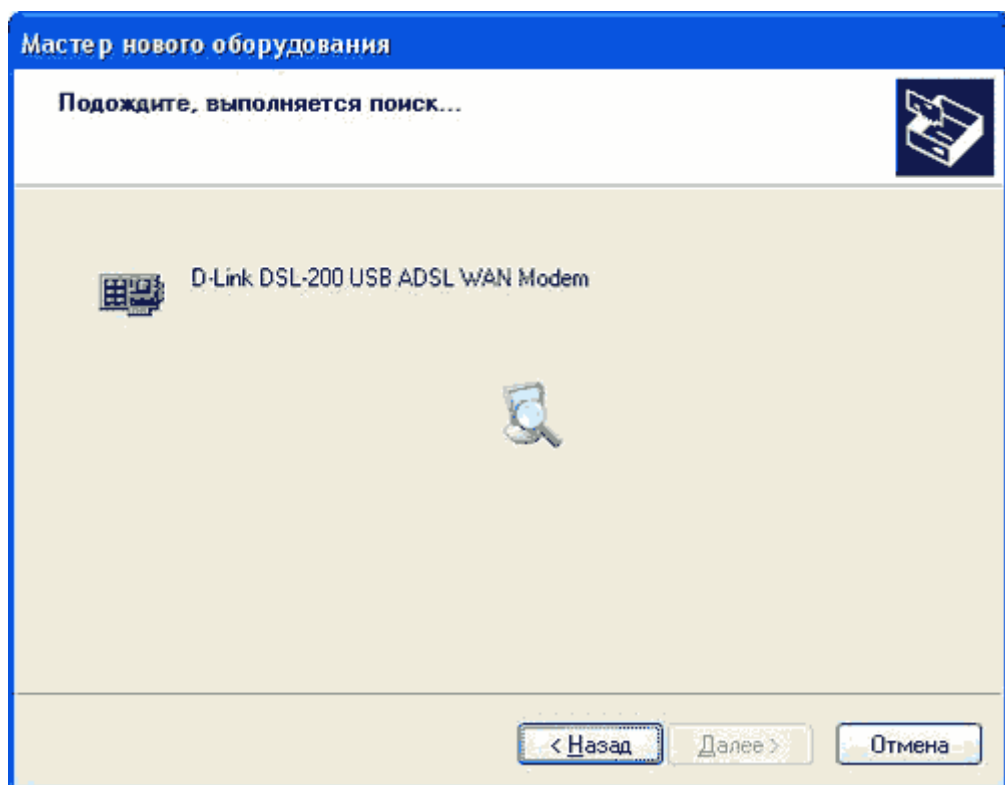 Мастер нового оборудования
Подождите, выполняется поиск...
D-Link DSL-200 USB ADSL WAN Modem
< Назад Далее > Отмена